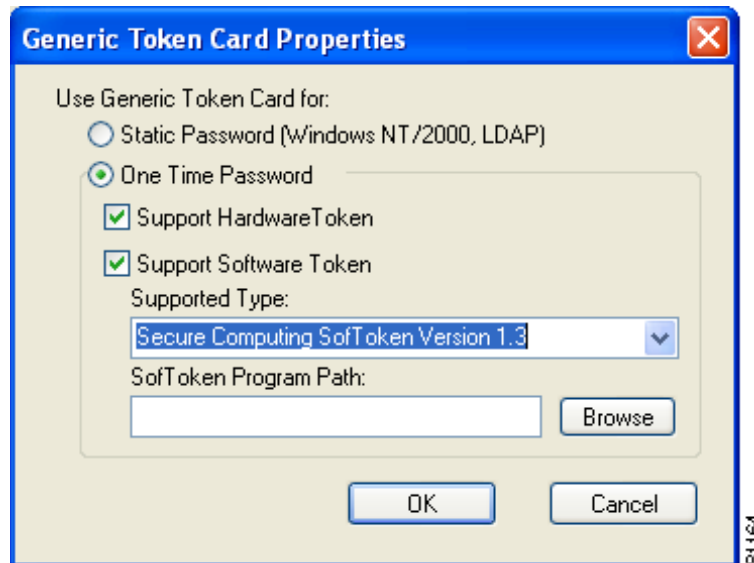 Generic Token Card Properties
Use Generic Token Card for:
Static Password (Windows NT/2000, LDAP)
One Time Password
Support HardwareToken
Support Software Token
Supported Type:
Secure Computing SofToken Version 1.3
SofToken Program Path:
Browse
OK
Cancel